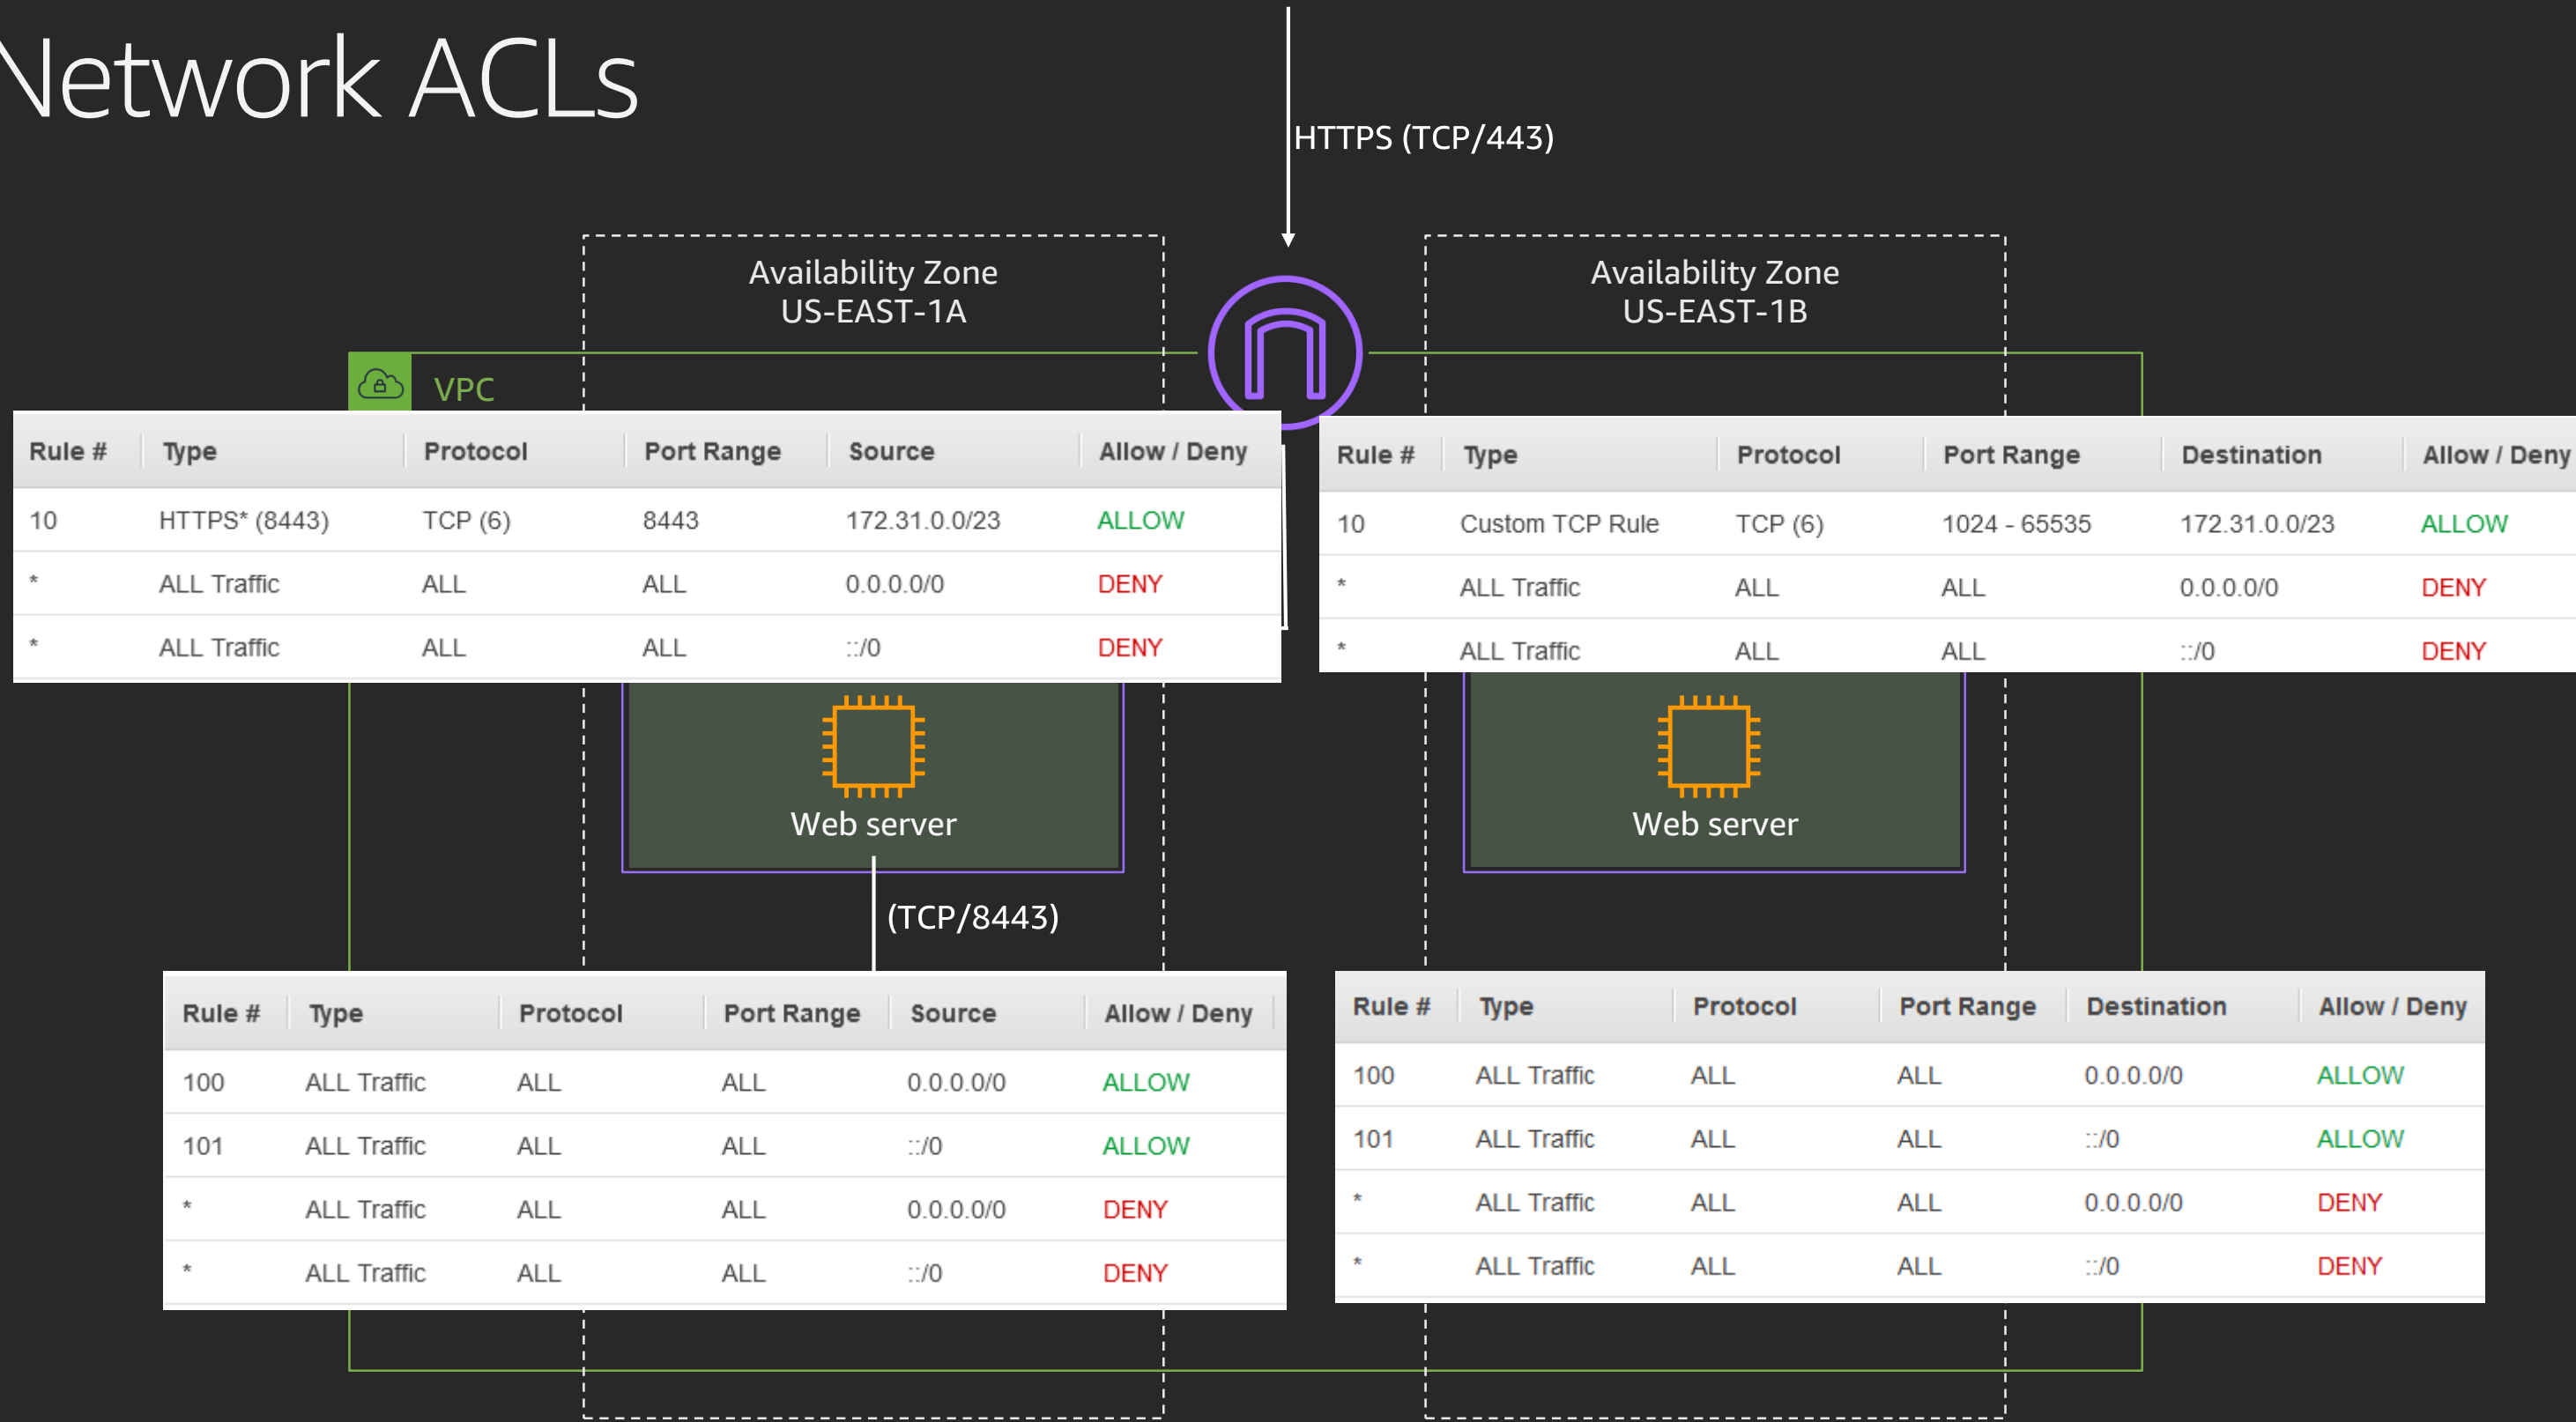 Network ACLs
HTTPS (TCP/443)
Availability Zone
US-EAST-1A
Availability Zone
US-EAST-1B
VPC
Rule # Type Protocol Port Range Source Allow / Deny
10 HTTPS* (8443) TCP (6) 8443 172.31.0.0/23 ALLOW
* ALL Traffic ALL ALL 0.0.0.0/0 DENY
* ALL Traffic ALL ALL ::/0 DENY
Rule # Type Protocol Port Range Destination Allow / Deny
10 Custom TCP Rule TCP (6) 1024 - 65535 172.31.0.0/23 ALLOW
* ALL Traffic ALL ALL 0.0.0.0/0 DENY
* ALL Traffic ALL ALL ::/0 DENY
Web server
Web server
(TCP/8443)
Rule # Type Protocol Port Range Source Allow / Deny
100 ALL Traffic ALL ALL 0.0.0.0/0 ALLOW
101 ALL Traffic ALL ALL ::/0 ALLOW
* ALL Traffic ALL ALL 0.0.0.0/0 DENY
* ALL Traffic ALL ALL ::/0 DENY
Rule # Type Protocol Port Range Destination Allow / Deny
100 ALL Traffic ALL ALL 0.0.0.0/0 ALLOW
101 ALL Traffic ALL ALL ::/0 ALLOW
* ALL Traffic ALL ALL 0.0.0.0/0 DENY
* ALL Traffic ALL ALL ::/0 DENY